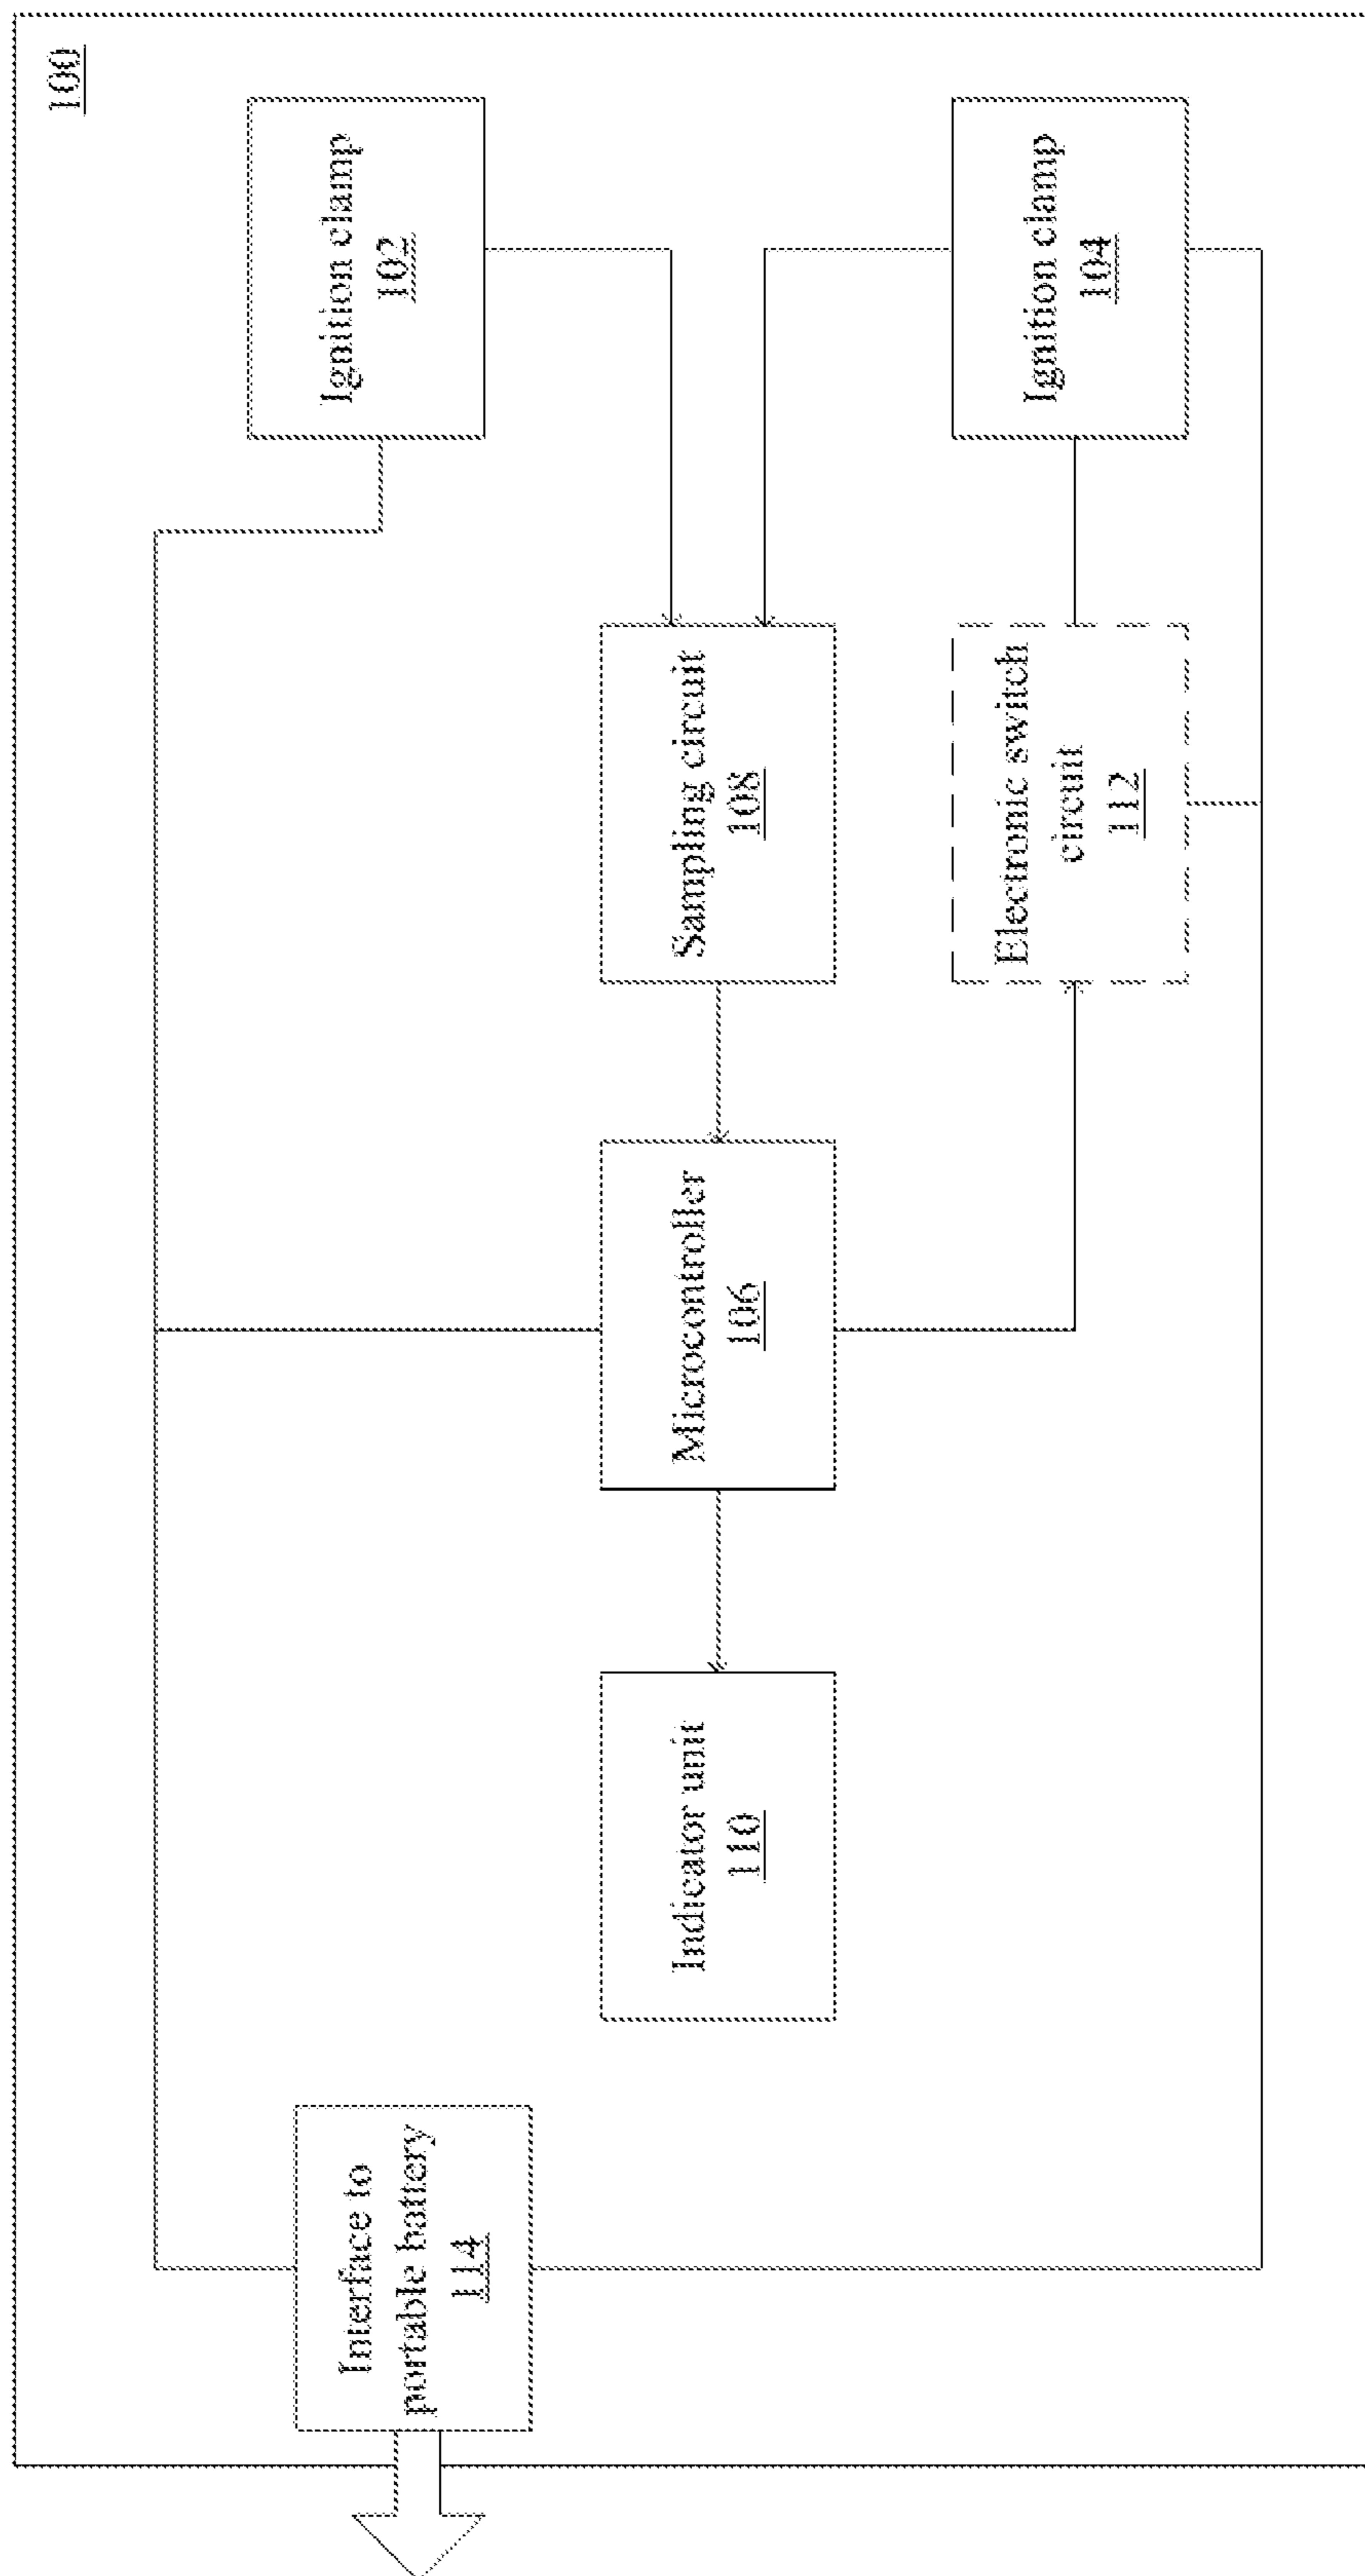 100
Interface to
portable battery
114
Indicator unit
110
Microcontroller
106
Sampling circuit
108
Ignition clamp
102
Electronic switch
circuit
112
Ignition clamp
104